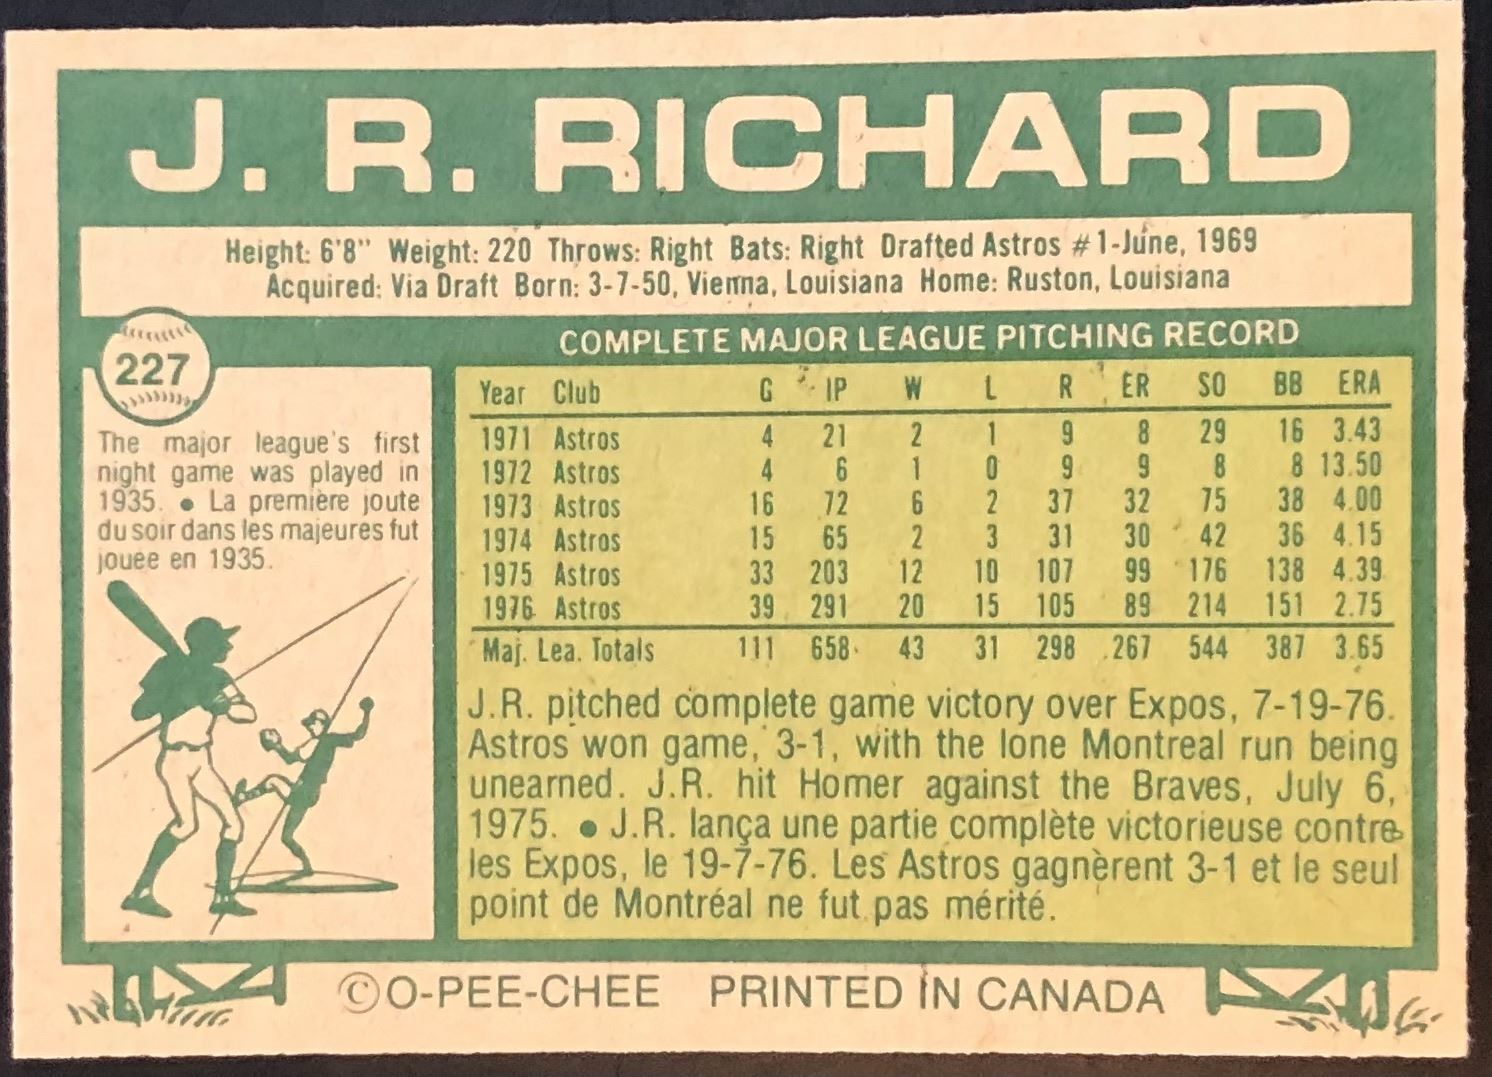 J. R. RICHARD
Height: 6'8" Weight: 220 Throws: Right Bats: Right Drafted Astros #1-June, 1969
Acquired: Via Draft Born: 3-7-50, Vienna, Louisiana Home: Ruston, Louisiana
227
The major league's first
night game was played in
1935. • La première joute
du soir dans les majeures fut
jouée en 1935.
COMPLETE MAJOR LEAGUE PITCHING RECORD
Year Club G IP W L R ER SO BB ERA
1971 Astros 4 21 2 1 9 8 29 16 3.43
1972 Astros 4 6 1 0 9 9 8 8 13.50
1973 Astros 16 72 6 2 37 32 75 38 4.00
1974 Astros 15 65 2 3 31 30 42 36 4.15
1975 Astros 33 203 12 10 107 99 176 138 4.39
1976 Astros 39 291 20 15 105 89 214 151 2.75
Maj. Lea. Totals 111 658 43 31 298 267 544 387 3.65
J.R. pitched complete game victory over Expos, 7-19-76.
Astros won game, 3-1, with the lone Montreal run being
unearned. J.R. hit Homer against the Braves, July 6,
1975. • J.R. lança une partie complète victorieuse contre
les Expos, le 19-7-76. Les Astros gagnèrent 3-1 et le seul
point de Montréal ne fut pas mérité.
©O-PEE-CHEE PRINTED IN CANADA